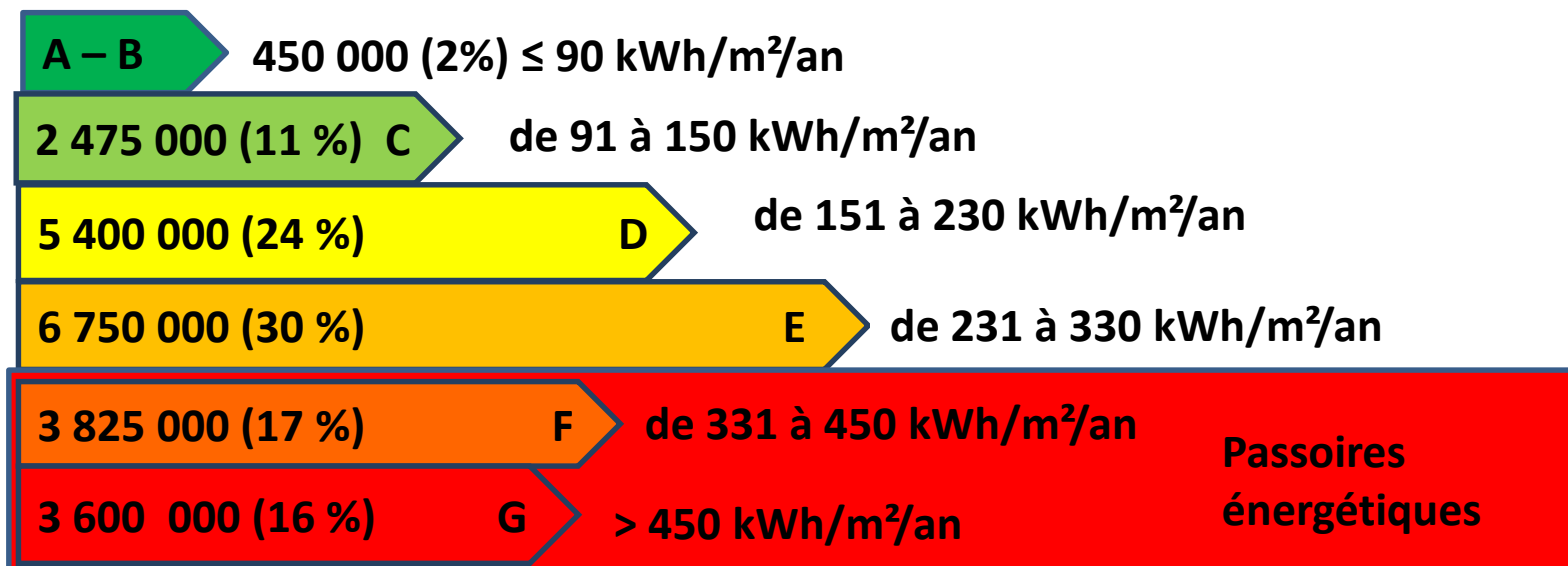 A – B 450 000 (2%) ≤ 90 kWh/m²/an
2 475 000 (11 %) C de 91 à 150 kWh/m²/an
5 400 000 (24 %) D de 151 à 230 kWh/m²/an
6 750 000 (30 %) E de 231 à 330 kWh/m²/an
3 825 000 (17 %) F de 331 à 450 kWh/m²/an
3 600 000 (16 %) G > 450 kWh/m²/an
Passoires
énergétiques